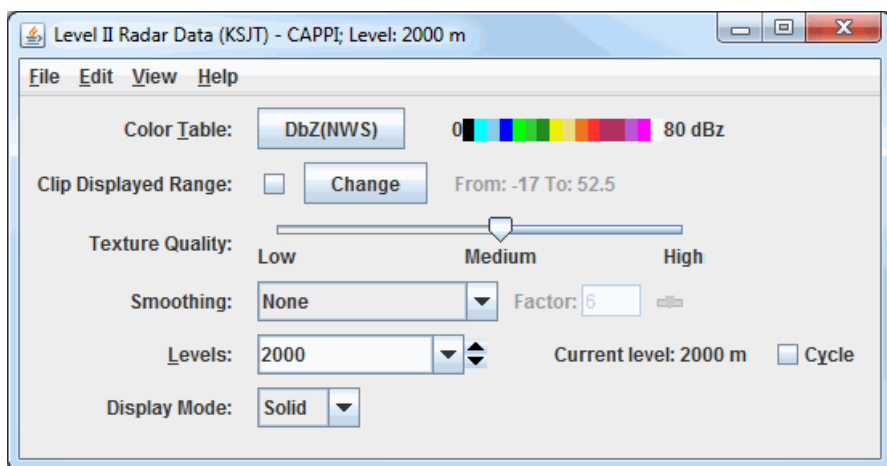 Level II Radar Data (KSJT) - CAPPI; Level: 2000 m
File Edit View Help
Color Table: DbZ(NWS) 0 80 dBz
Clip Displayed Range: Change From: -17 To: 52.5
Texture Quality:
Low Medium High
Smoothing: None Factor: 6
Levels: 2000 Current level: 2000 m Cycle
Display Mode: Solid